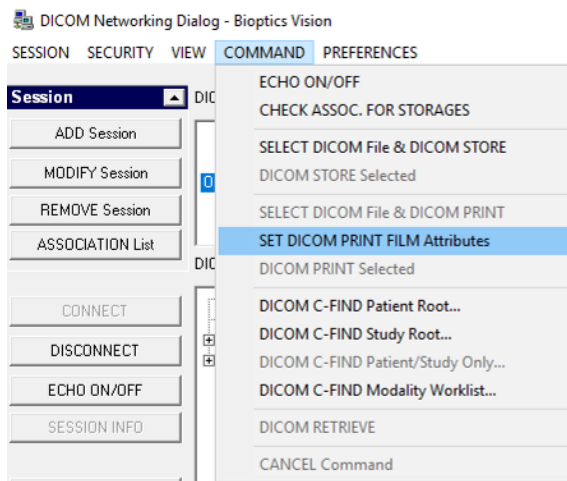 DICOM Networking Dialog - Bioptics Vision
SESSION SECURITY VIEW COMMAND PREFERENCES
Session
ADD Session
MODIFY Session
REMOVE Session
ASSOCIATION List
CONNECT
DISCONNECT
ECHO ON/OFF
SESSION INFO
DIC
DIC
ECHO ON/OFF
CHECK ASSOC. FOR STORAGES
SELECT DICOM File & DICOM STORE
DICOM STORE Selected
SELECT DICOM File & DICOM PRINT
SET DICOM PRINT FILM Attributes
DICOM PRINT Selected
DICOM C-FIND Patient Root...
DICOM C-FIND Study Root...
DICOM C-FIND Patient/Study Only...
DICOM C-FIND Modality Worklist...
DICOM RETRIEVE
CANCEL Command